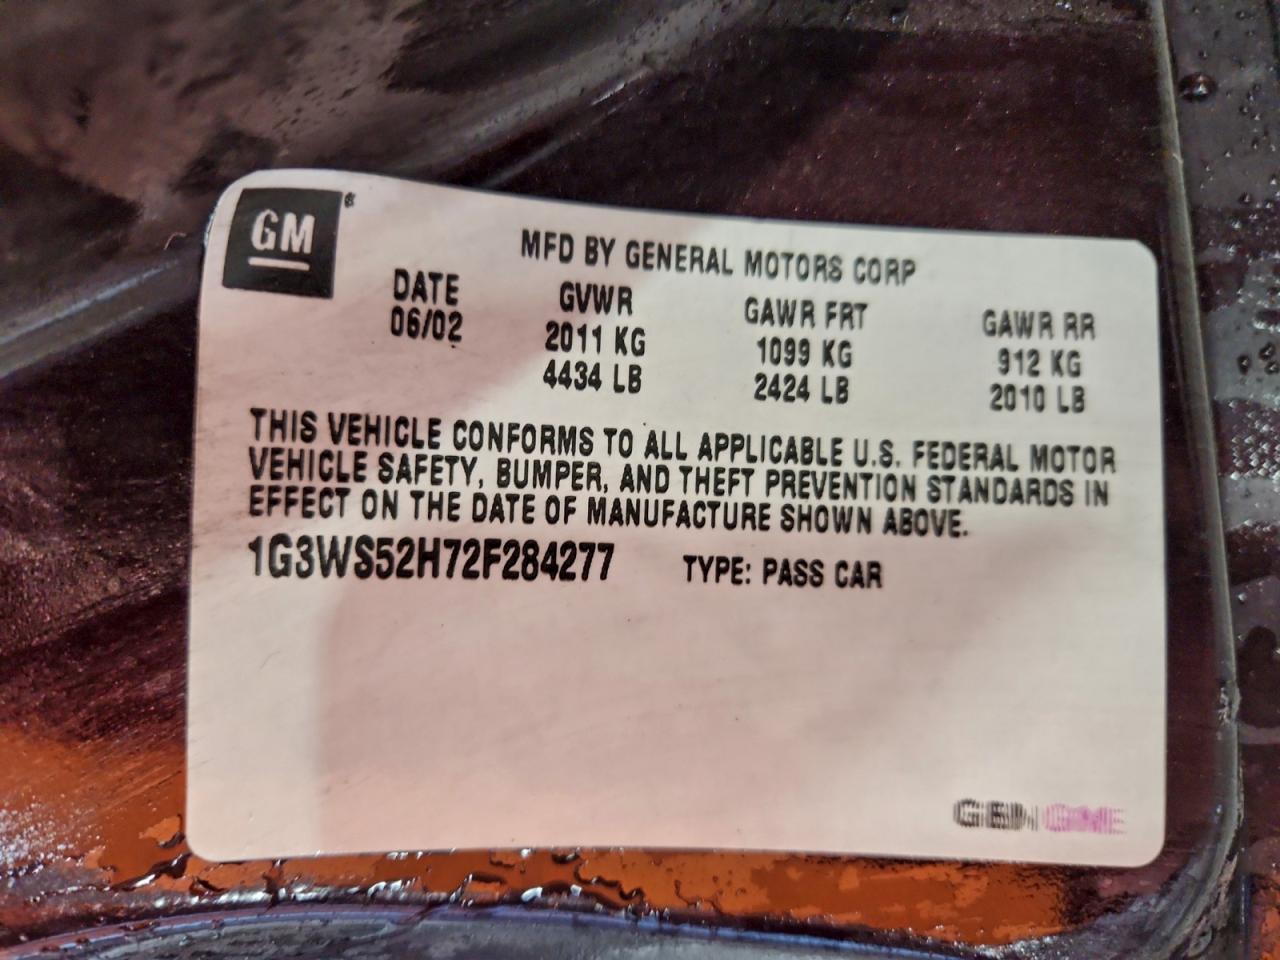 GM
MFD BY GENERAL MOTORS CORP
DATE GVWR GAWR FRT GAWR RR
06/02 2011 KG 1099 KG 912 KG
4434 LB 2424 LB 2010 LB
THIS VEHICLE CONFORMS TO ALL APPLICABLE U.S. FEDERAL MOTOR
VEHICLE SAFETY, BUMPER, AND THEFT PREVENTION STANDARDS IN
EFFECT ON THE DATE OF MANUFACTURE SHOWN ABOVE.
1G3WS52H72F284277 TYPE: PASS CAR